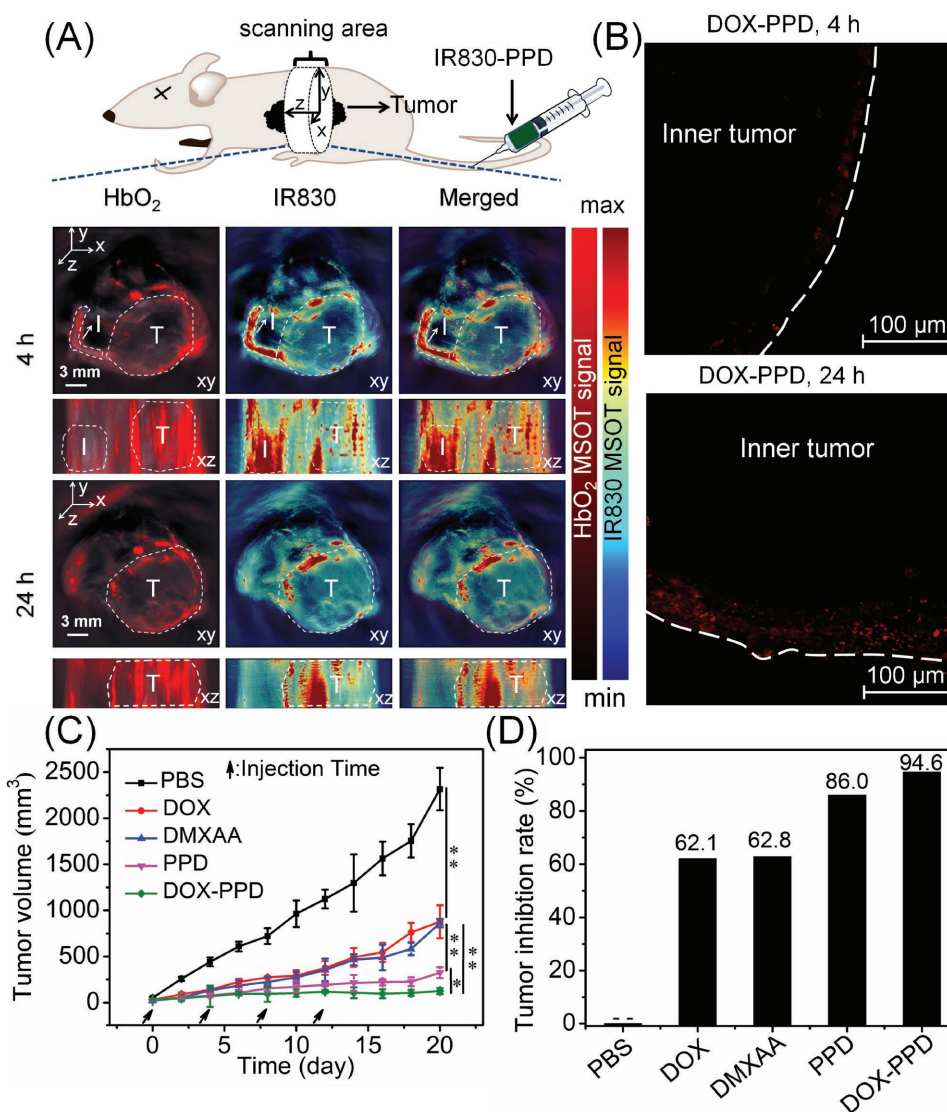 (A)
scanning area
IR830-PPD
Tumor
y
z
x
HbO₂ IR830 Merged
4 h
y
x
z
I
T
3 mm
xy
I
T
xy
I
T
xy
I
T
xz
I
T
xz
I
T
xz
24 h
y
x
z
T
3 mm
xy
T
xy
T
xy
T
xz
T
xz
T
xz
max
HbO₂ MSOT signal
IR830 MSOT signal
min
(B)
DOX-PPD, 4 h
Inner tumor
100 µm
DOX-PPD, 24 h
Inner tumor
100 µm
(C)
:Injection Time
PBS
DOX
DMXAA
PPD
DOX-PPD
Tumor volume (mm³)
2500
2250
1500
1000
500
0
0 5 10 15 20
Time (day)
**
**
**
*
(D)
Tumor inhibtion rate (%)
100
80
60
40
20
0
--
62.1
62.8
86.0
94.6
PBS
DOX
DMXAA
PPD
DOX-PPD